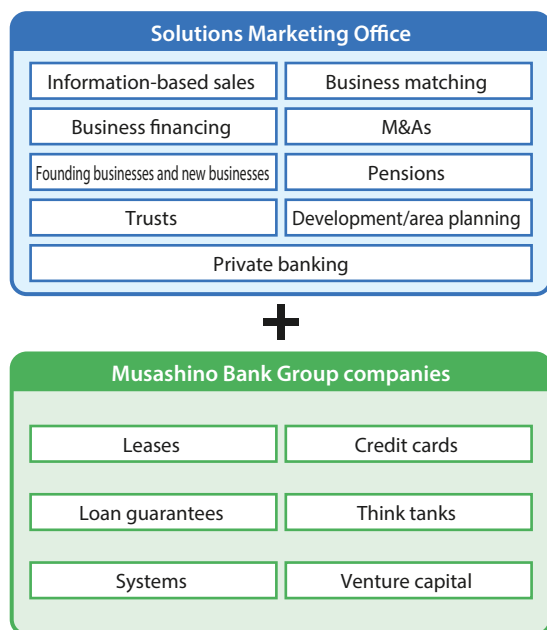 Solutions Marketing Office
Information-based sales
Business matching
Business financing
M&As
Founding businesses and new businesses
Pensions
Trusts
Development/area planning
Private banking
+
Musashino Bank Group companies
Leases
Credit cards
Loan guarantees
Think tanks
Systems
Venture capital